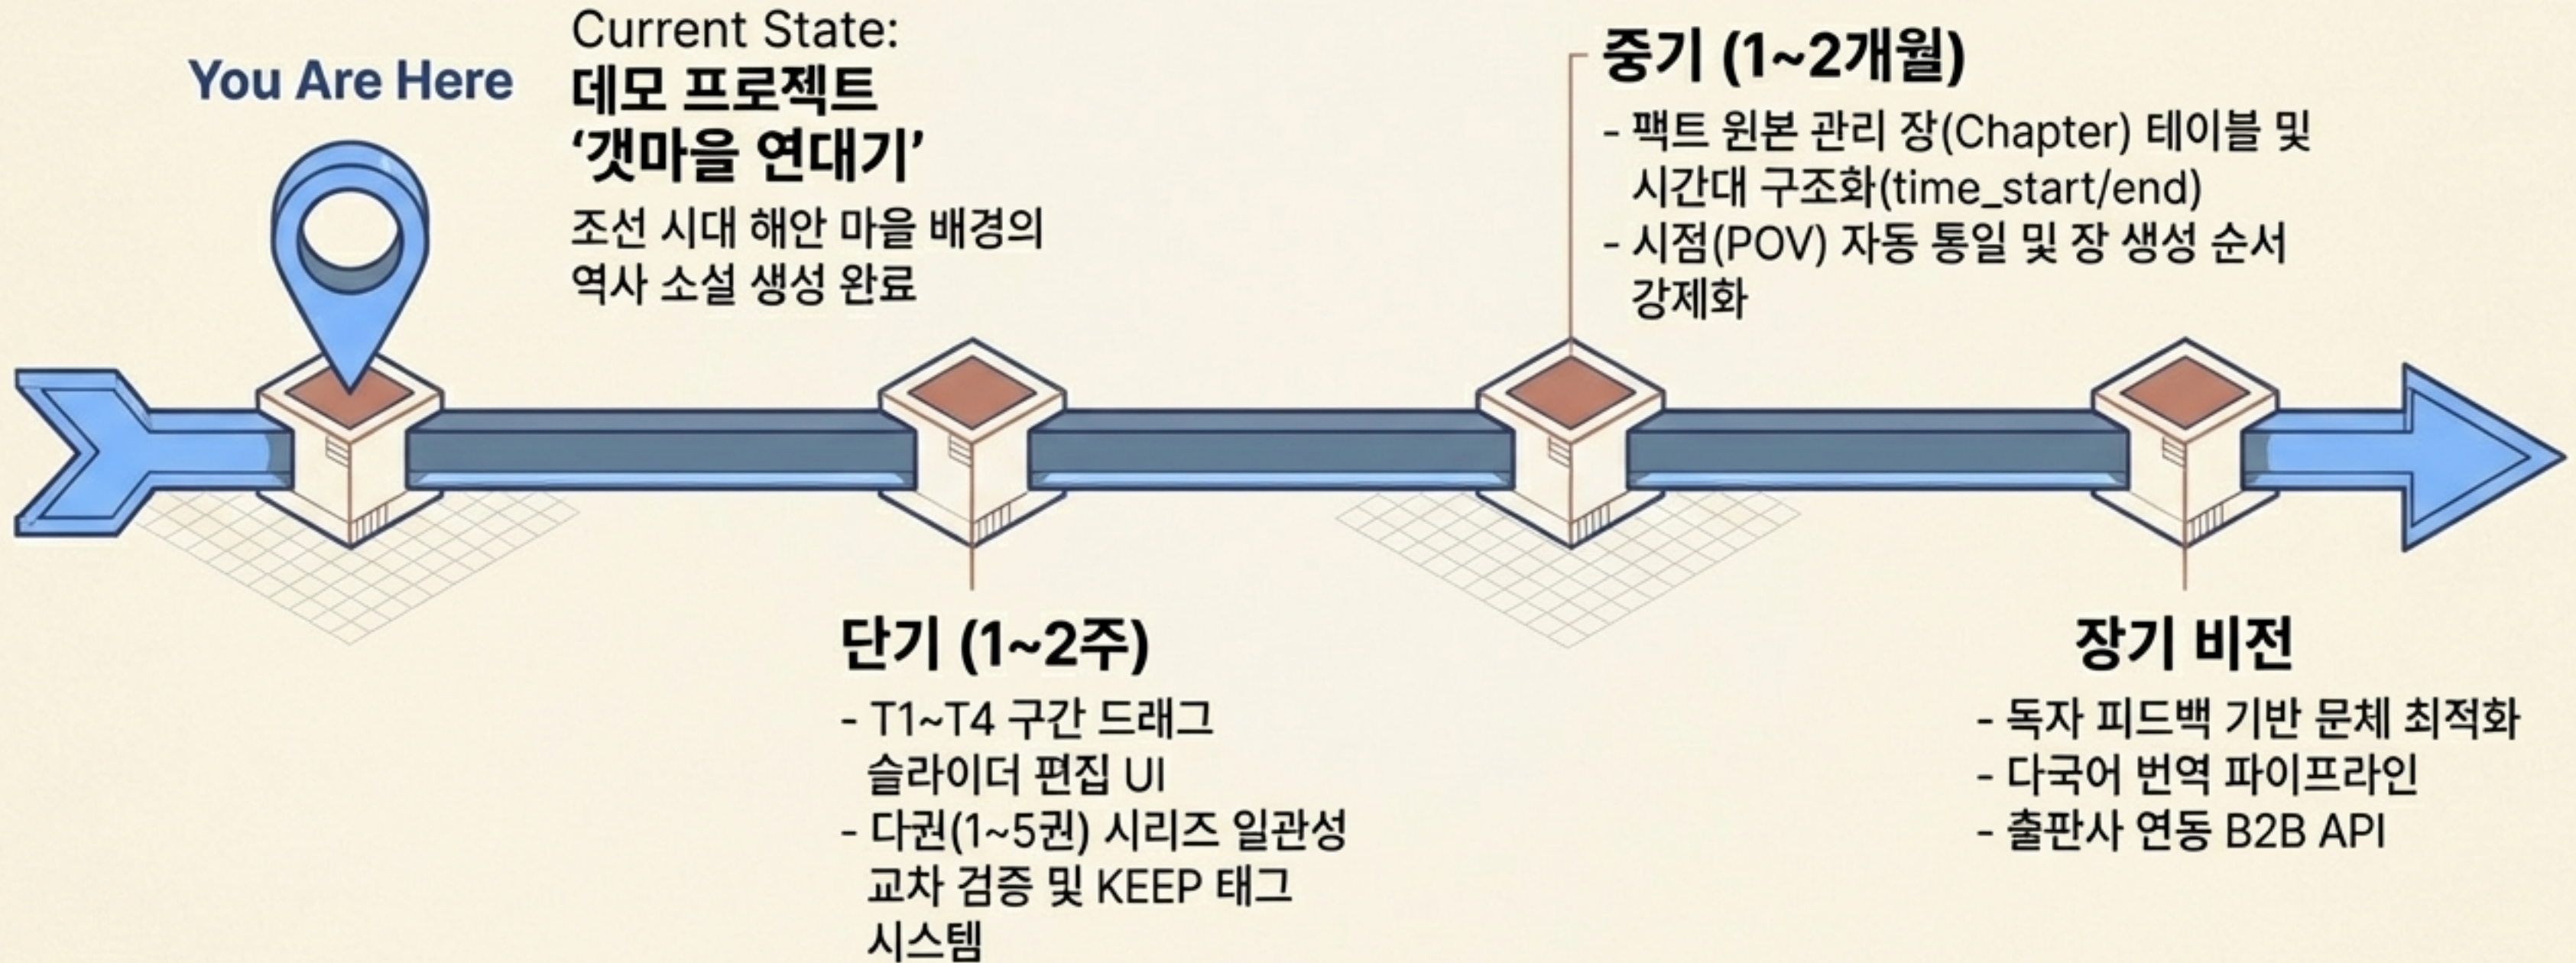 You Are Here
Current State:
데모 프로젝트
‘갯마을 연대기’
조선 시대 해안 마을 배경의
역사 소설 생성 완료
단기 (1~2주)
- T1~T4 구간 드래그
슬라이더 편집 UI
- 다권(1~5권) 시리즈 일관성
교차 검증 및 KEEP 태그
시스템
중기 (1~2개월)
- 팩트 원본 관리 장(Chapter) 테이블 및
시간대 구조화(time_start/end)
- 시점(POV) 자동 통일 및 장 생성 순서
강제화
장기 비전
- 독자 피드백 기반 문체 최적화
- 다국어 번역 파이프라인
- 출판사 연동 B2B API